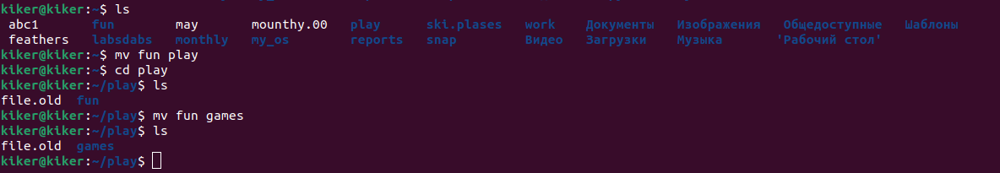 kiker@kiker:~$ ls
abc1 fun may mounthy.00 play ski.plases work Документы Изображения Общедоступные Шаблоны
feathers labsdabs monthly my_os reports snap Видео Загрузки Музыка 'Рабочий стол'
kiker@kiker:~$ mv fun play
kiker@kiker:~$ cd play
kiker@kiker:~/play$ ls
file.old fun
kiker@kiker:~/play$ mv fun games
kiker@kiker:~/play$ ls
file.old games
kiker@kiker:~/play$